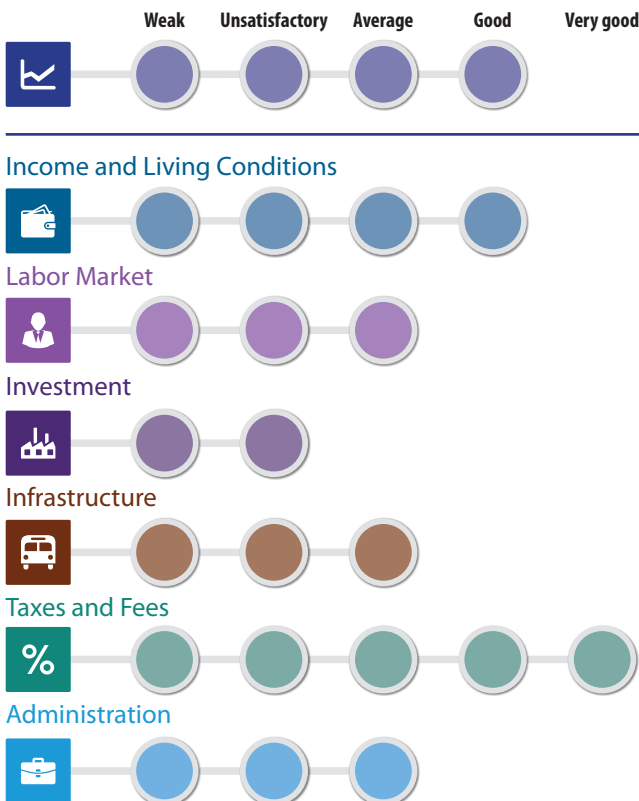 Weak Unsatisfactory Average Good Very good
Income and Living Conditions
Labor Market
Investment
Infrastructure
Taxes and Fees
%
Administration